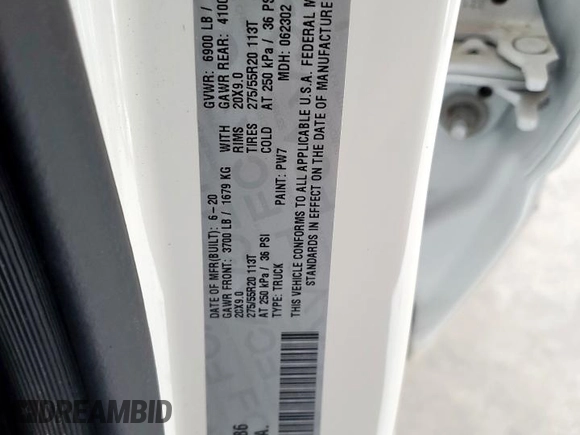 DATE OF MFR(BUILT): 6-20 GVWR: 6900 LB /
GAWR FRONT: 3700 LB / 1679 KG WITH GAWR REAR: 410
20X9.0 RIMS 20X9.0
275/55R20 113T TIRES 275/55R20 113T
AT 250 kPa / 36 PSI COLD AT 250 kPa / 36 PS
TYPE: TRUCK MDH: 062302
PAINT: PW7
THIS VEHICLE CONFORMS TO ALL APPLICABLE U.S.A. FEDERAL M
STANDARDS IN EFFECT ON THE DATE OF MANUFACTURE
DREAMBID